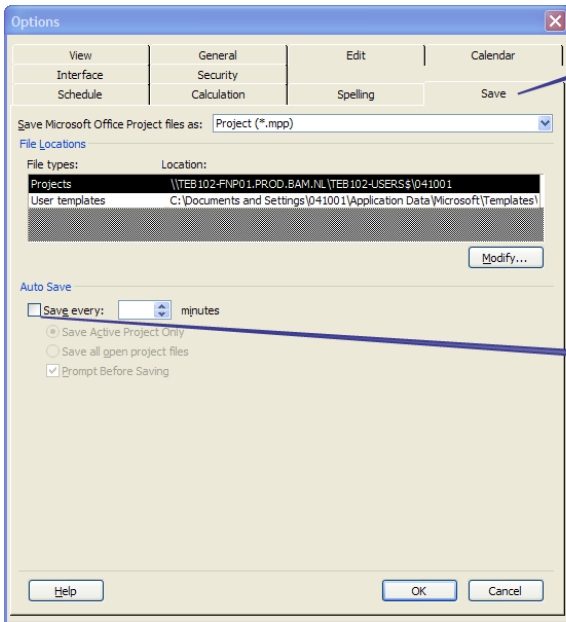 Options
View General Edit Calendar
Interface Security
Schedule Calculation Spelling Save
Save Microsoft Office Project files as: Project (*.mpp)
File Locations
File types: Location:
Projects \\TEB102-FNP01.PROD.BAM.NL\TEB102-USERS$\041001
User templates C:\Documents and Settings\041001\Application Data\Microsoft\Templates\
Modify...
Auto Save
Save every: minutes
Save Active Project Only
Save all open project files
Prompt Before Saving
Help OK Cancel